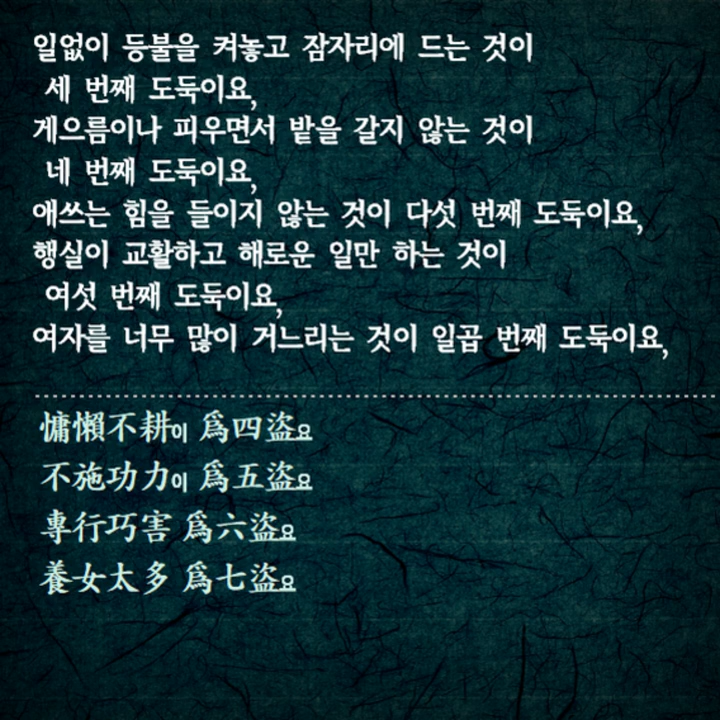 일없이 등불을 켜놓고 잠자리에 드는 것이
세 번째 도둑이요,
게으름이나 피우면서 밭을 갈지 않는 것이
네 번째 도둑이요,
애쓰는 힘을 들이지 않는 것이 다섯 번째 도둑이요,
행실이 교활하고 해로운 일만 하는 것이
여섯 번째 도둑이요,
여자를 너무 많이 거느리는 것이 일곱 번째 도둑이요,
慵懶不耕이 爲四盜요
不施功力이 爲五盜요
專行巧害 爲六盜요
養女太多 爲七盜요